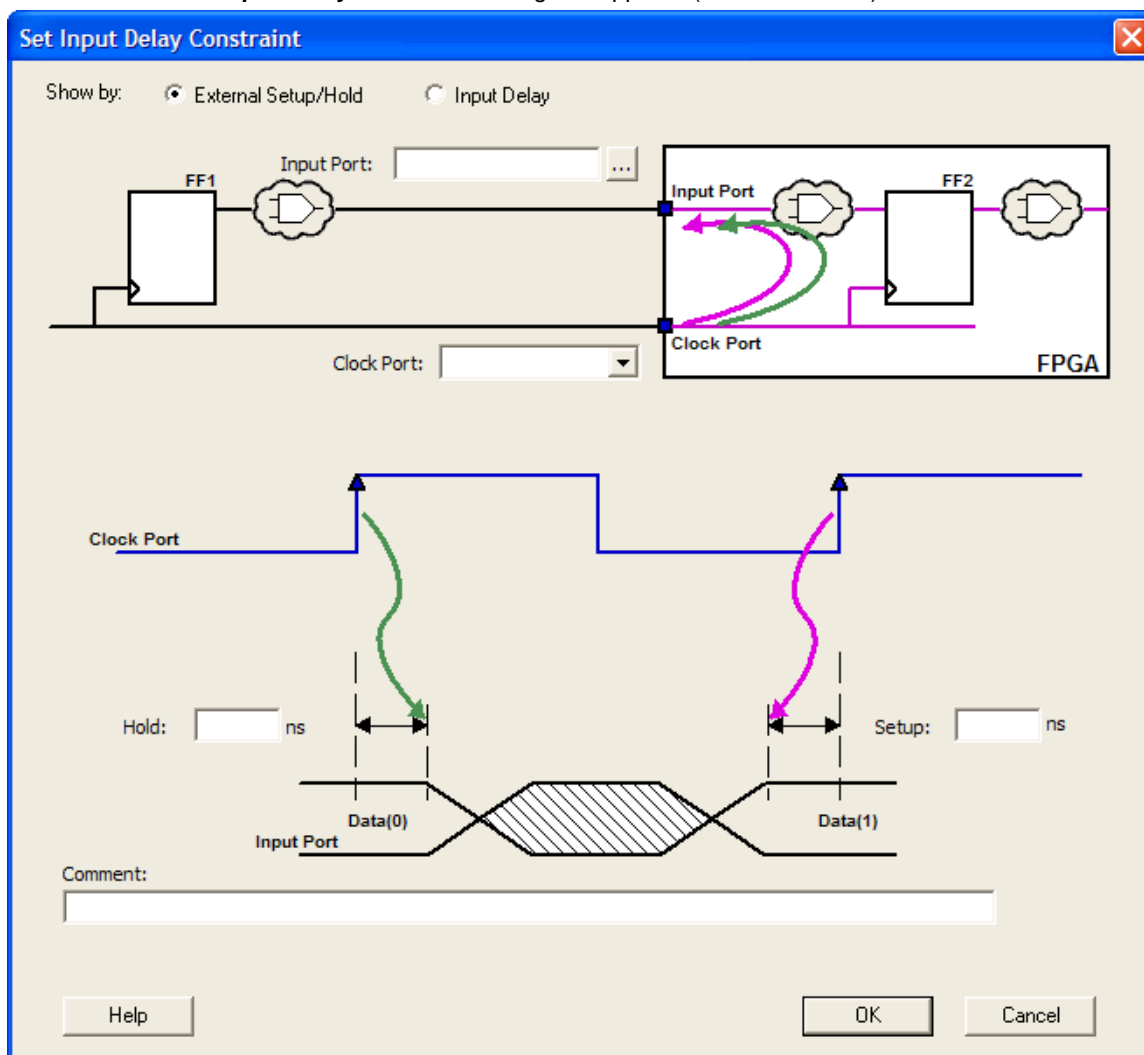 Set Input Delay Constraint
Show by: External Setup/Hold Input Delay
Input Port: ...
FF1
Input Port
FF2
Clock Port
Clock Port:
FPGA
Clock Port
Hold: ns
Setup: ns
Data(0)
Data(1)
Input Port
Comment:
Help OK Cancel